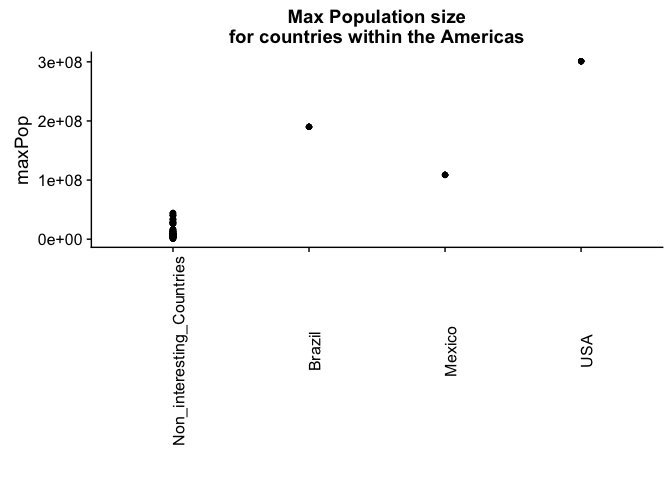 Max Population size
for countries within the Americas
maxPop
3e+08
2e+08
1e+08
0e+00
Non_interesting_Countries
Brazil
Mexico
USA